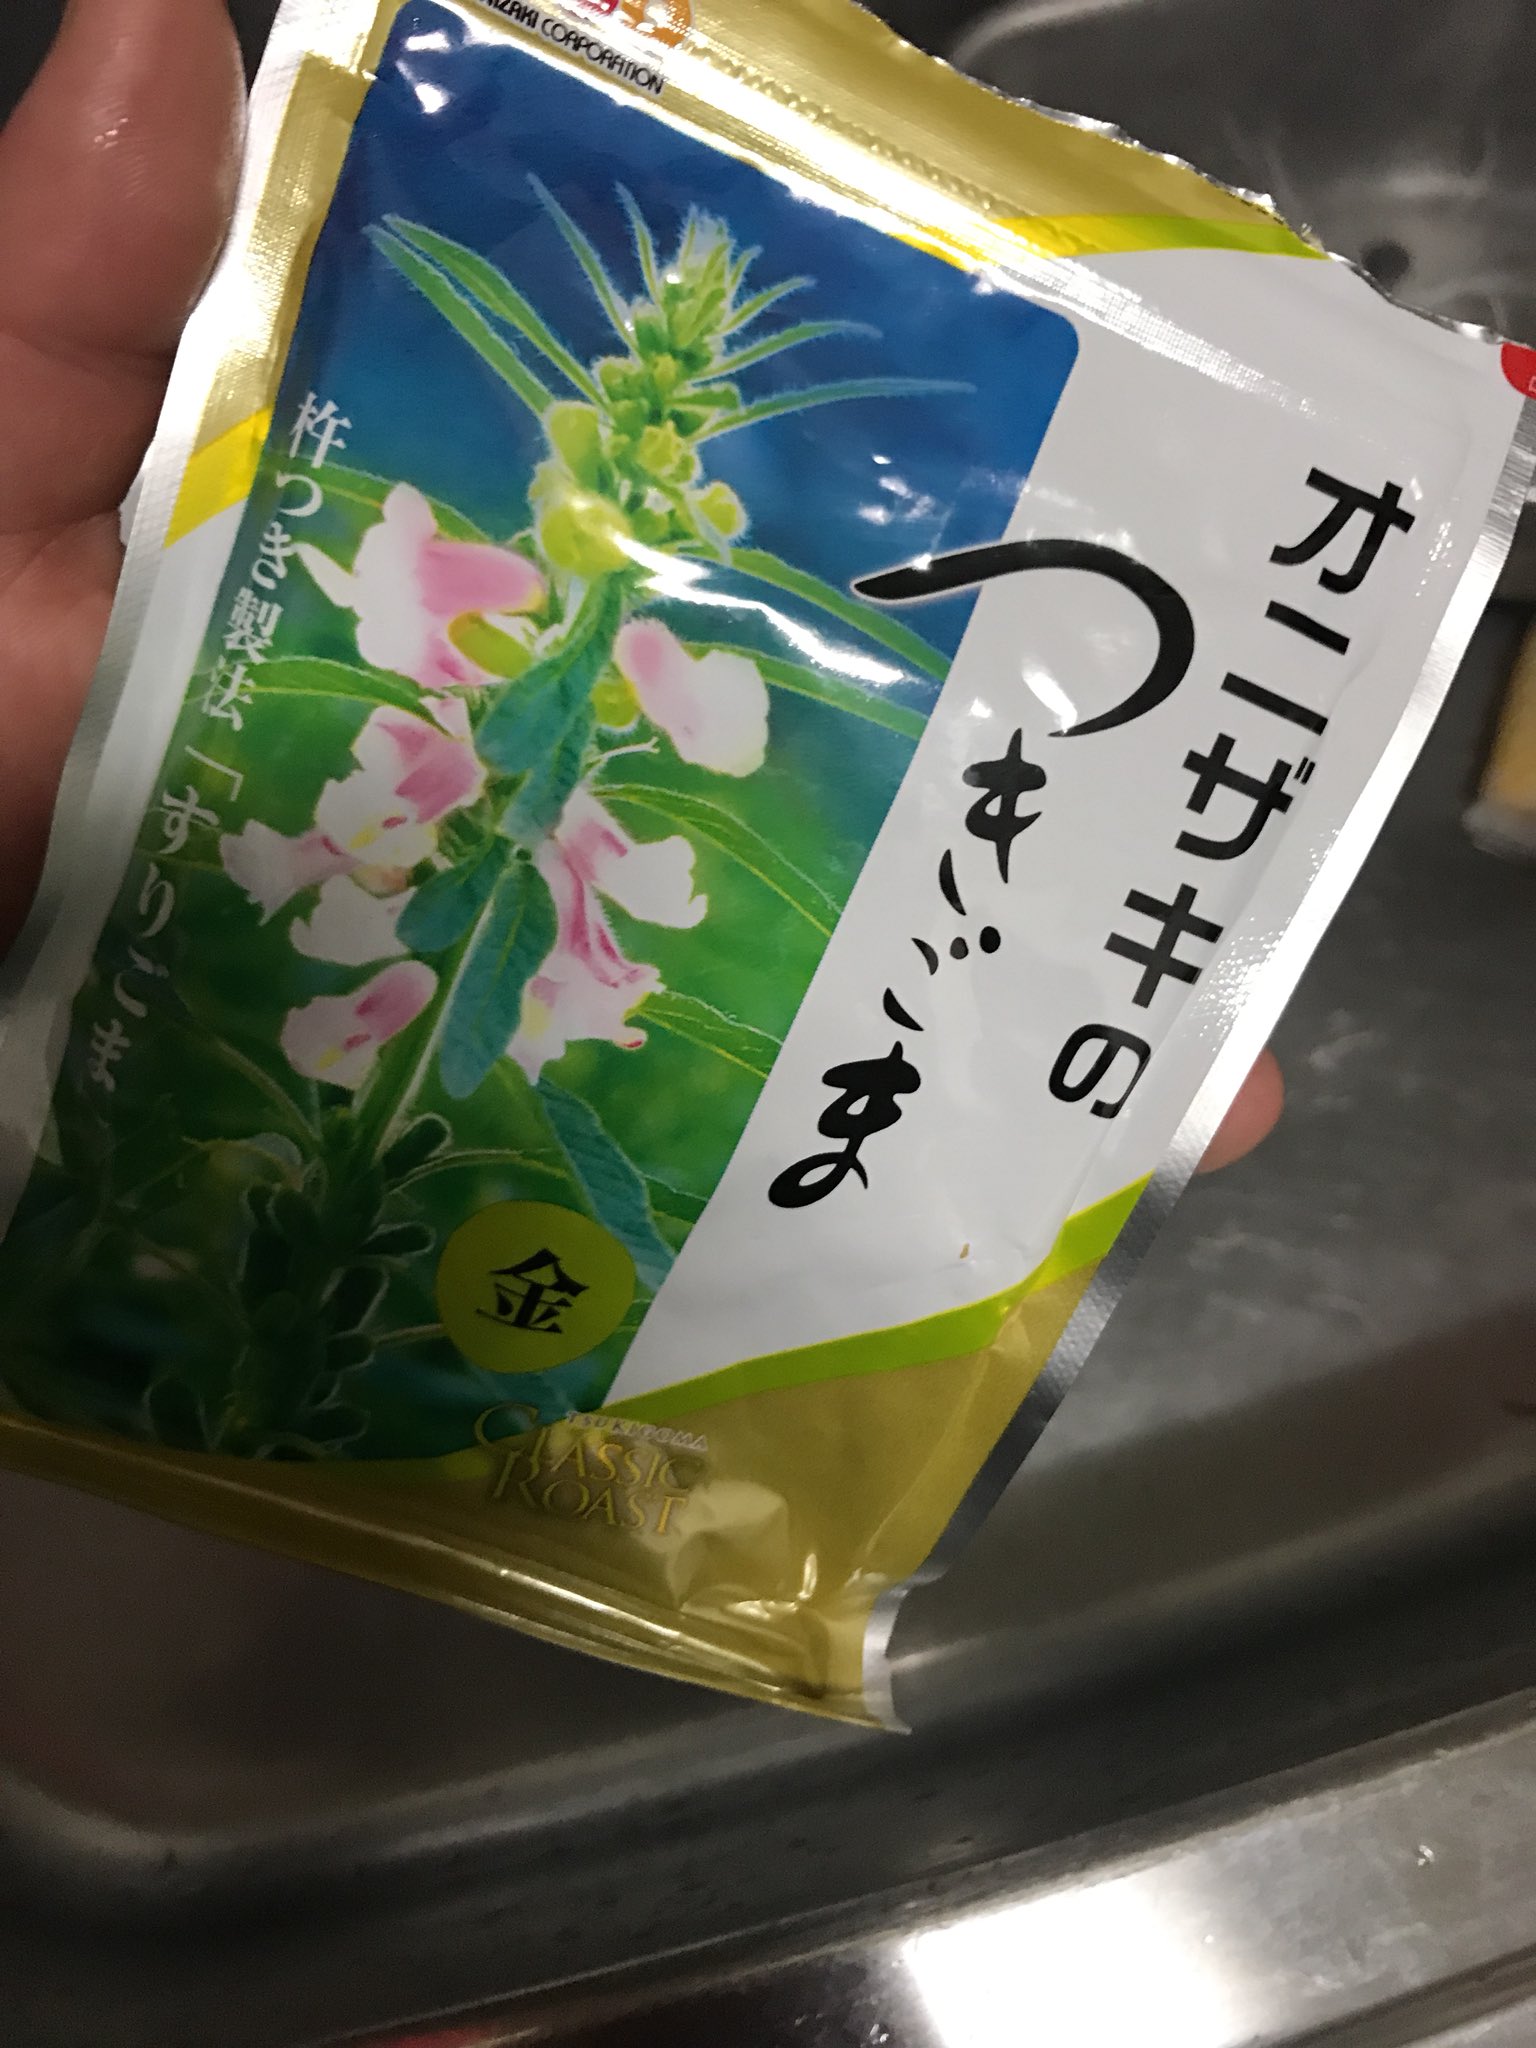 NIZAKI CORPORATION
オニザキの
つきごま
杵つき製法「すりごま
金
TSUKIGOMA
CLASSIC
ROAST